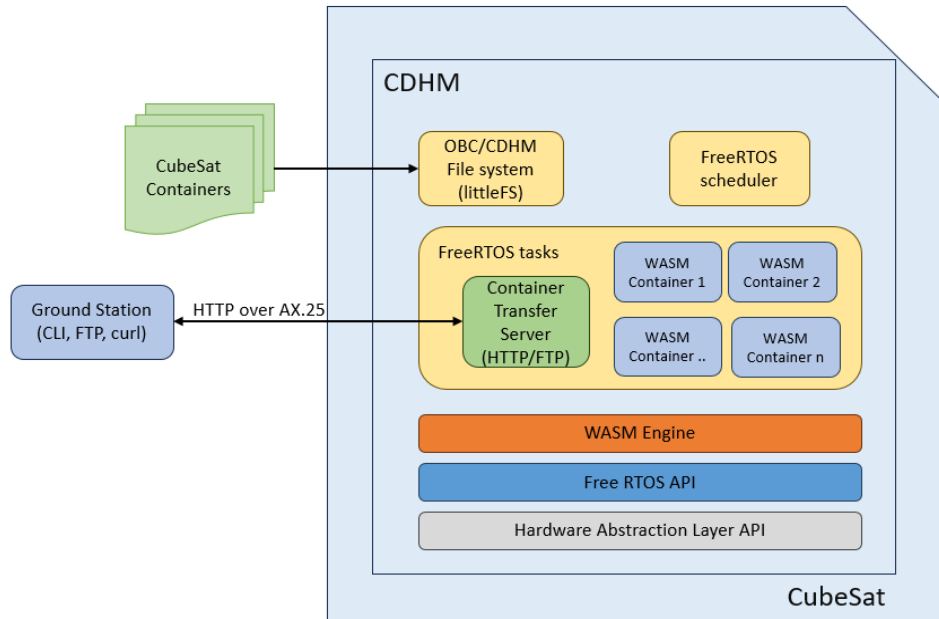 CDHM
CubeSat
Containers
OBC/CDHM
File system
(littleFS)
FreeRTOS
scheduler
FreeRTOS tasks
WASM
Container 1
WASM
Container 2
Container
Transfer
Server
(HTTP/FTP)
WASM
Container ..
WASM
Container n
Ground Station
(CLI, FTP, curl)
HTTP over AX.25
WASM Engine
Free RTOS API
Hardware Abstraction Layer API
CubeSat